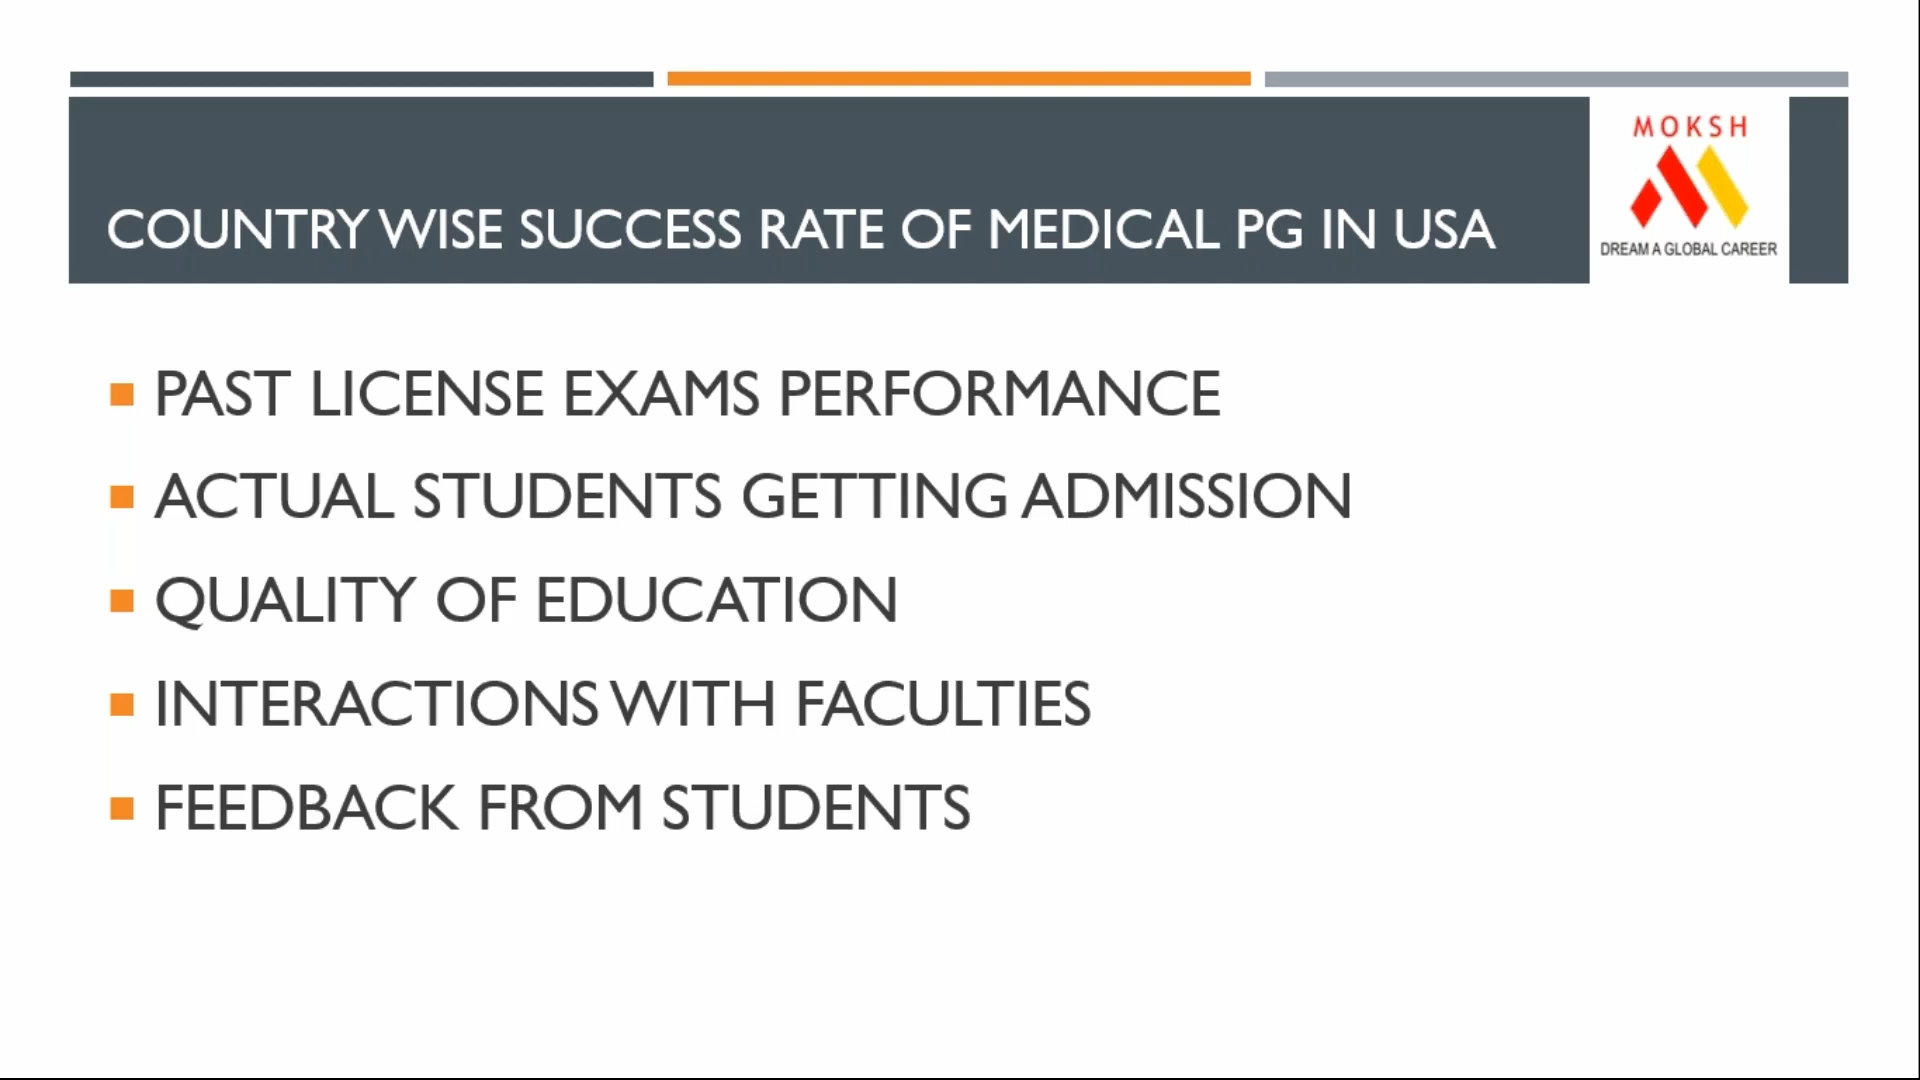 MOKSH
DREAM A GLOBAL CAREER
COUNTRY WISE SUCCESS RATE OF MEDICAL PG IN USA
PAST LICENSE EXAMS PERFORMANCE
ACTUAL STUDENTS GETTING ADMISSION
QUALITY OF EDUCATION
INTERACTIONS WITH FACULTIES
FEEDBACK FROM STUDENTS